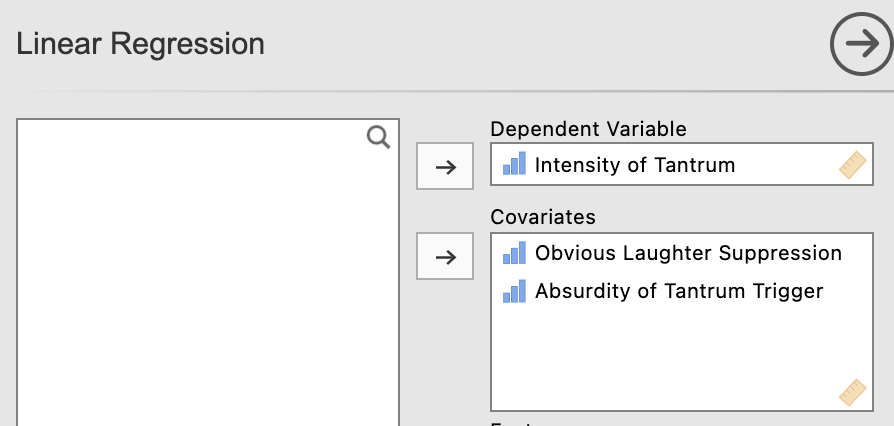 Linear Regression
Dependent Variable
Intensity of Tantrum
Covariates
Obvious Laughter Suppression
Absurdity of Tantrum Trigger